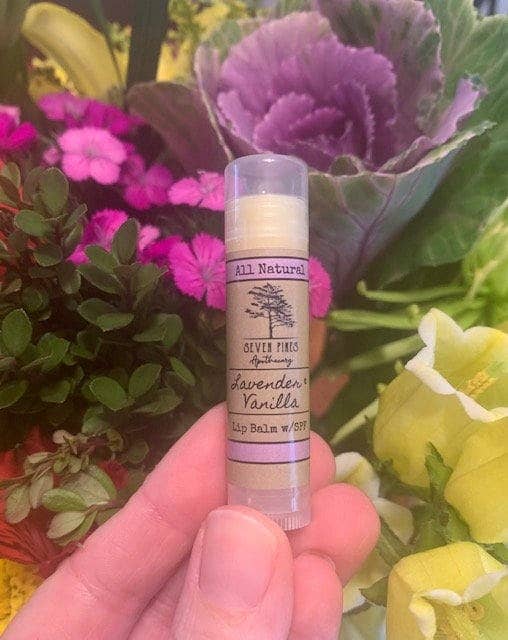 All Natural
SEVEN PINES
Apothecary
Lavender &
Vanilla
Lip Balm w/SPF